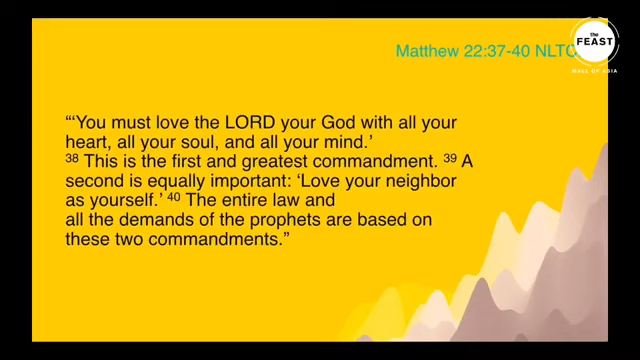 Matthew 22:37-40 NLTC
the
FEAST
MALL OF ASIA
“‘You must love the LORD your God with all your
heart, all your soul, and all your mind.’
38 This is the first and greatest commandment. 39 A
second is equally important: ‘Love your neighbor
as yourself.’ 40 The entire law and
all the demands of the prophets are based on
these two commandments.”